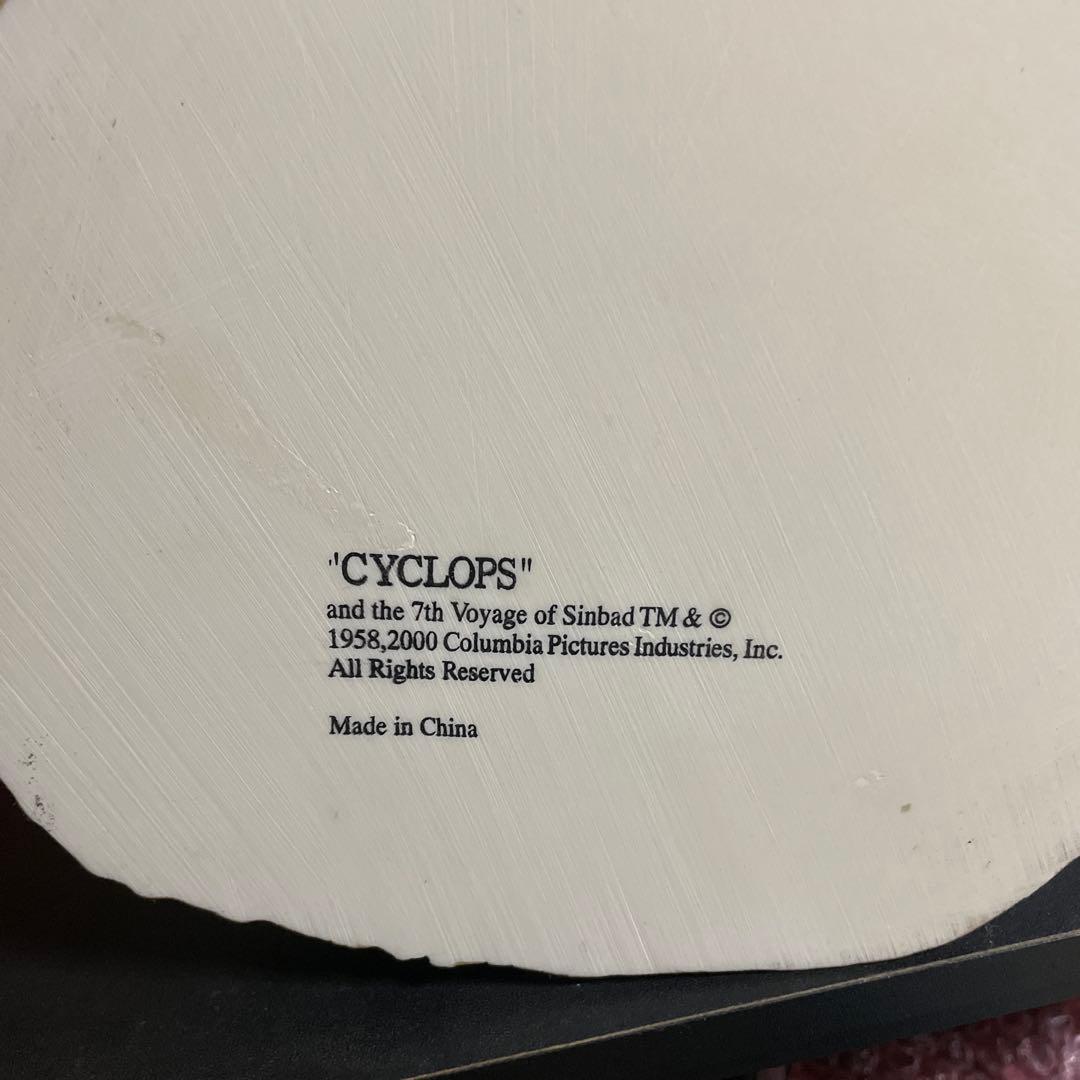 "CYCLOPS"
and the 7th Voyage of Sinbad TM & ©
1958,2000 Columbia Pictures Industries, Inc.
All Rights Reserved
Made in China